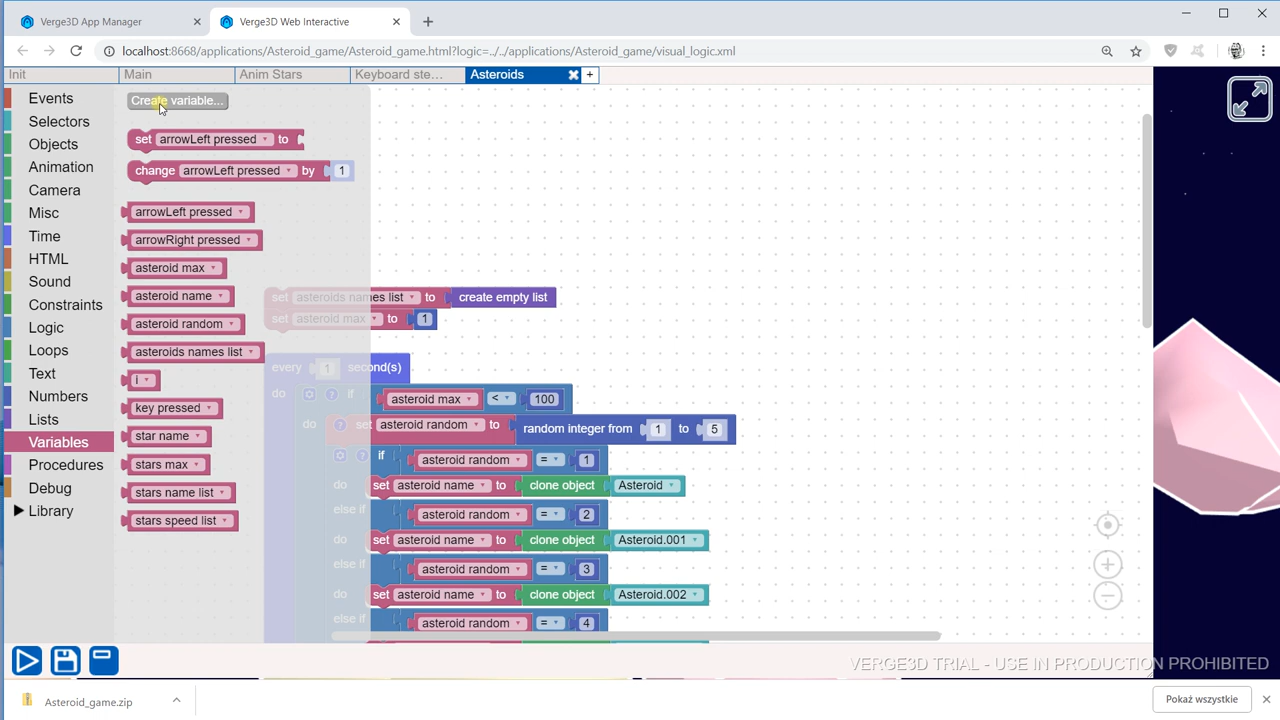 Verge3D App Manager
Verge3D Web Interactive
localhost:8668/applications/Asteroid_game/Asteroid_game.html?logic=../../applications/Asteroid_game/visual_logic.xml
Init
Main
Anim Stars
Keyboard ste…
Asteroids
+
Events
Selectors
Objects
Animation
Camera
Misc
Time
HTML
Sound
Constraints
Logic
Loops
Text
Numbers
Lists
Variables
Procedures
Debug
Library
Create variable...
set arrowLeft pressed to
change arrowLeft pressed by 1
arrowLeft pressed
arrowRight pressed
asteroid max
asteroid name
asteroid random
asteroids names list
i
key pressed
star name
stars max
stars name list
stars speed list
set asteroids names list to create empty list
set asteroid max to 1
every 1 second(s)
do if asteroid max < 100
do set asteroid random to random integer from 1 to 5
if asteroid random = 1
do set asteroid name to clone object Asteroid
else if asteroid random = 2
do set asteroid name to clone object Asteroid.001
else if asteroid random = 3
do set asteroid name to clone object Asteroid.002
else if asteroid random = 4
VERGE3D TRIAL - USE IN PRODUCTION PROHIBITED
Asteroid_game.zip
Pokaż wszystkie